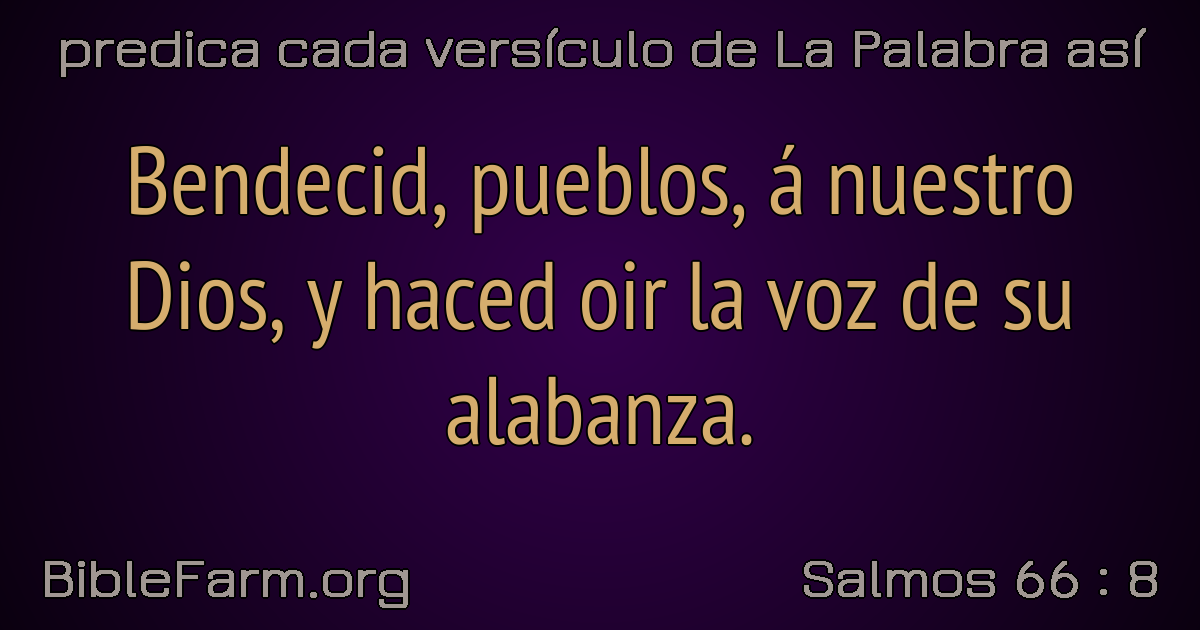 predica cada versículo de La Palabra así
Bendecid, pueblos, á nuestro
Dios, y haced oir la voz de su
alabanza.
BibleFarm.org
Salmos 66 : 8